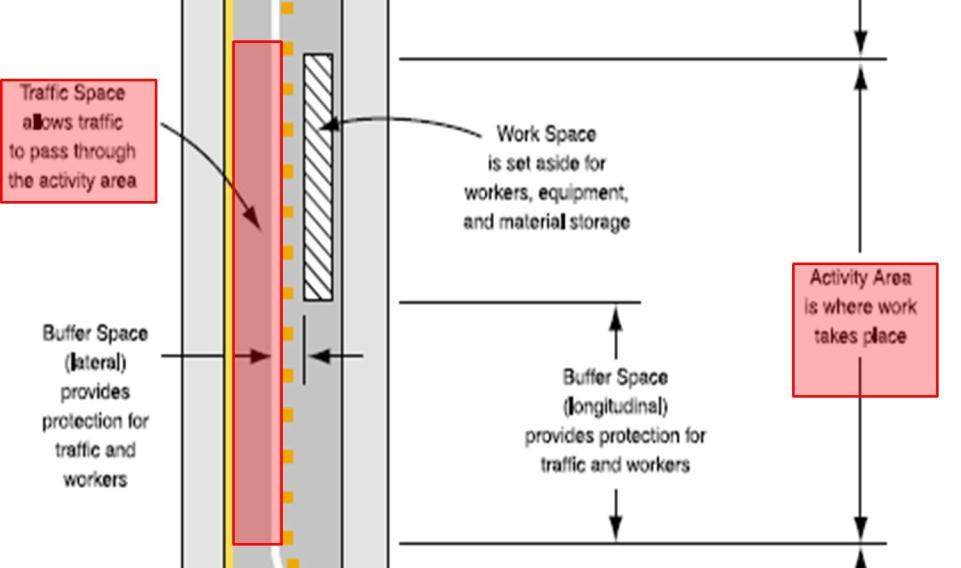 Traffic Space
allows traffic
to pass through
the activity area
Work Space
is set aside for
workers, equipment,
and material storage
Activity Area
is where work
takes place
Buffer Space
(lateral)
provides
protection for
traffic and
workers
Buffer Space
(longitudinal)
provides protection for
traffic and workers